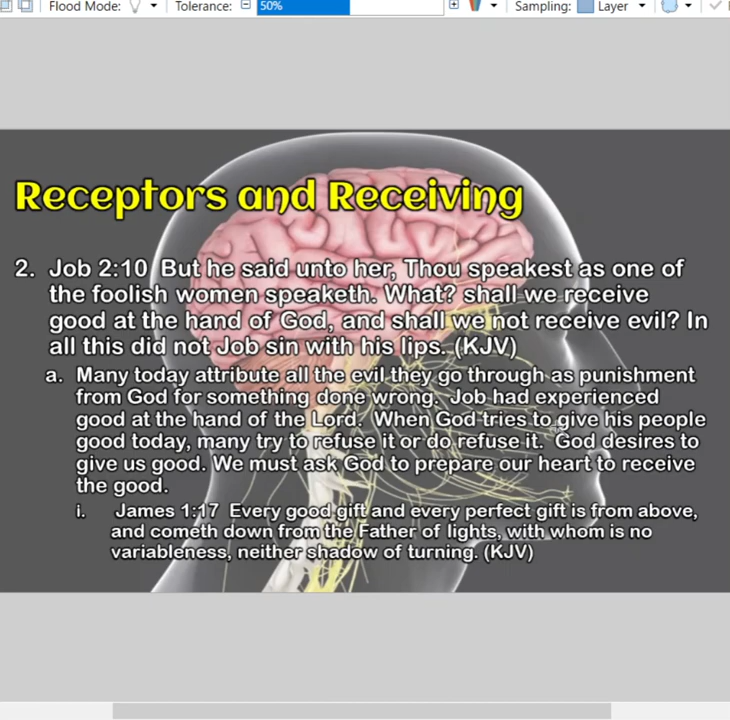 Flood Mode: Tolerance: 50% Sampling: Layer
Receptors and Receiving
2. Job 2:10 But he said unto her, Thou speakest as one of
the foolish women speaketh. What? shall we receive
good at the hand of God, and shall we not receive evil? In
all this did not Job sin with his lips. (KJV)
a. Many today attribute all the evil they go through as punishment
from God for something done wrong. Job had experienced
good at the hand of the Lord. When God tries to give his people
good today, many try to refuse it or do refuse it. God desires to
give us good. We must ask God to prepare our heart to receive
the good.
i. James 1:17 Every good gift and every perfect gift is from above,
and cometh down from the Father of lights, with whom is no
variableness, neither shadow of turning. (KJV)